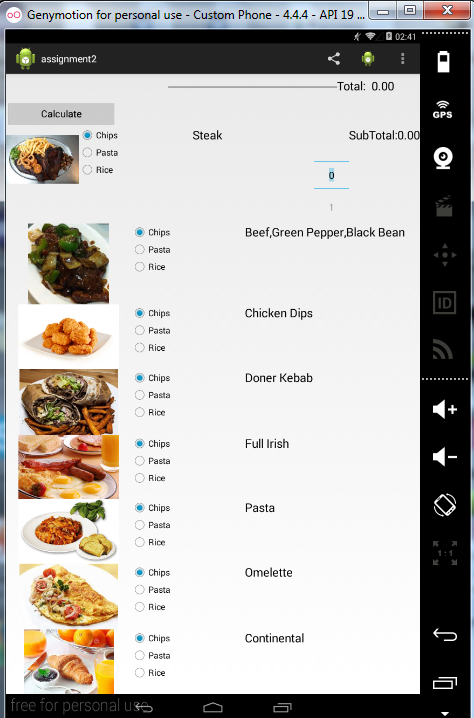 Genymotion for personal use - Custom Phone - 4.4.4 - API 19 ...
02:41
assignment2
Total: 0.00
Calculate
Chips
Pasta
Rice
Steak
SubTotal:0.00
0
1
Chips
Pasta
Rice
Beef,Green Pepper,Black Bean
Chips
Pasta
Rice
Chicken Dips
Chips
Pasta
Rice
Doner Kebab
Chips
Pasta
Rice
Full Irish
Chips
Pasta
Rice
Pasta
Chips
Pasta
Rice
Omelette
Chips
Pasta
Rice
Continental
free for personal use
GPS
ID
1:1